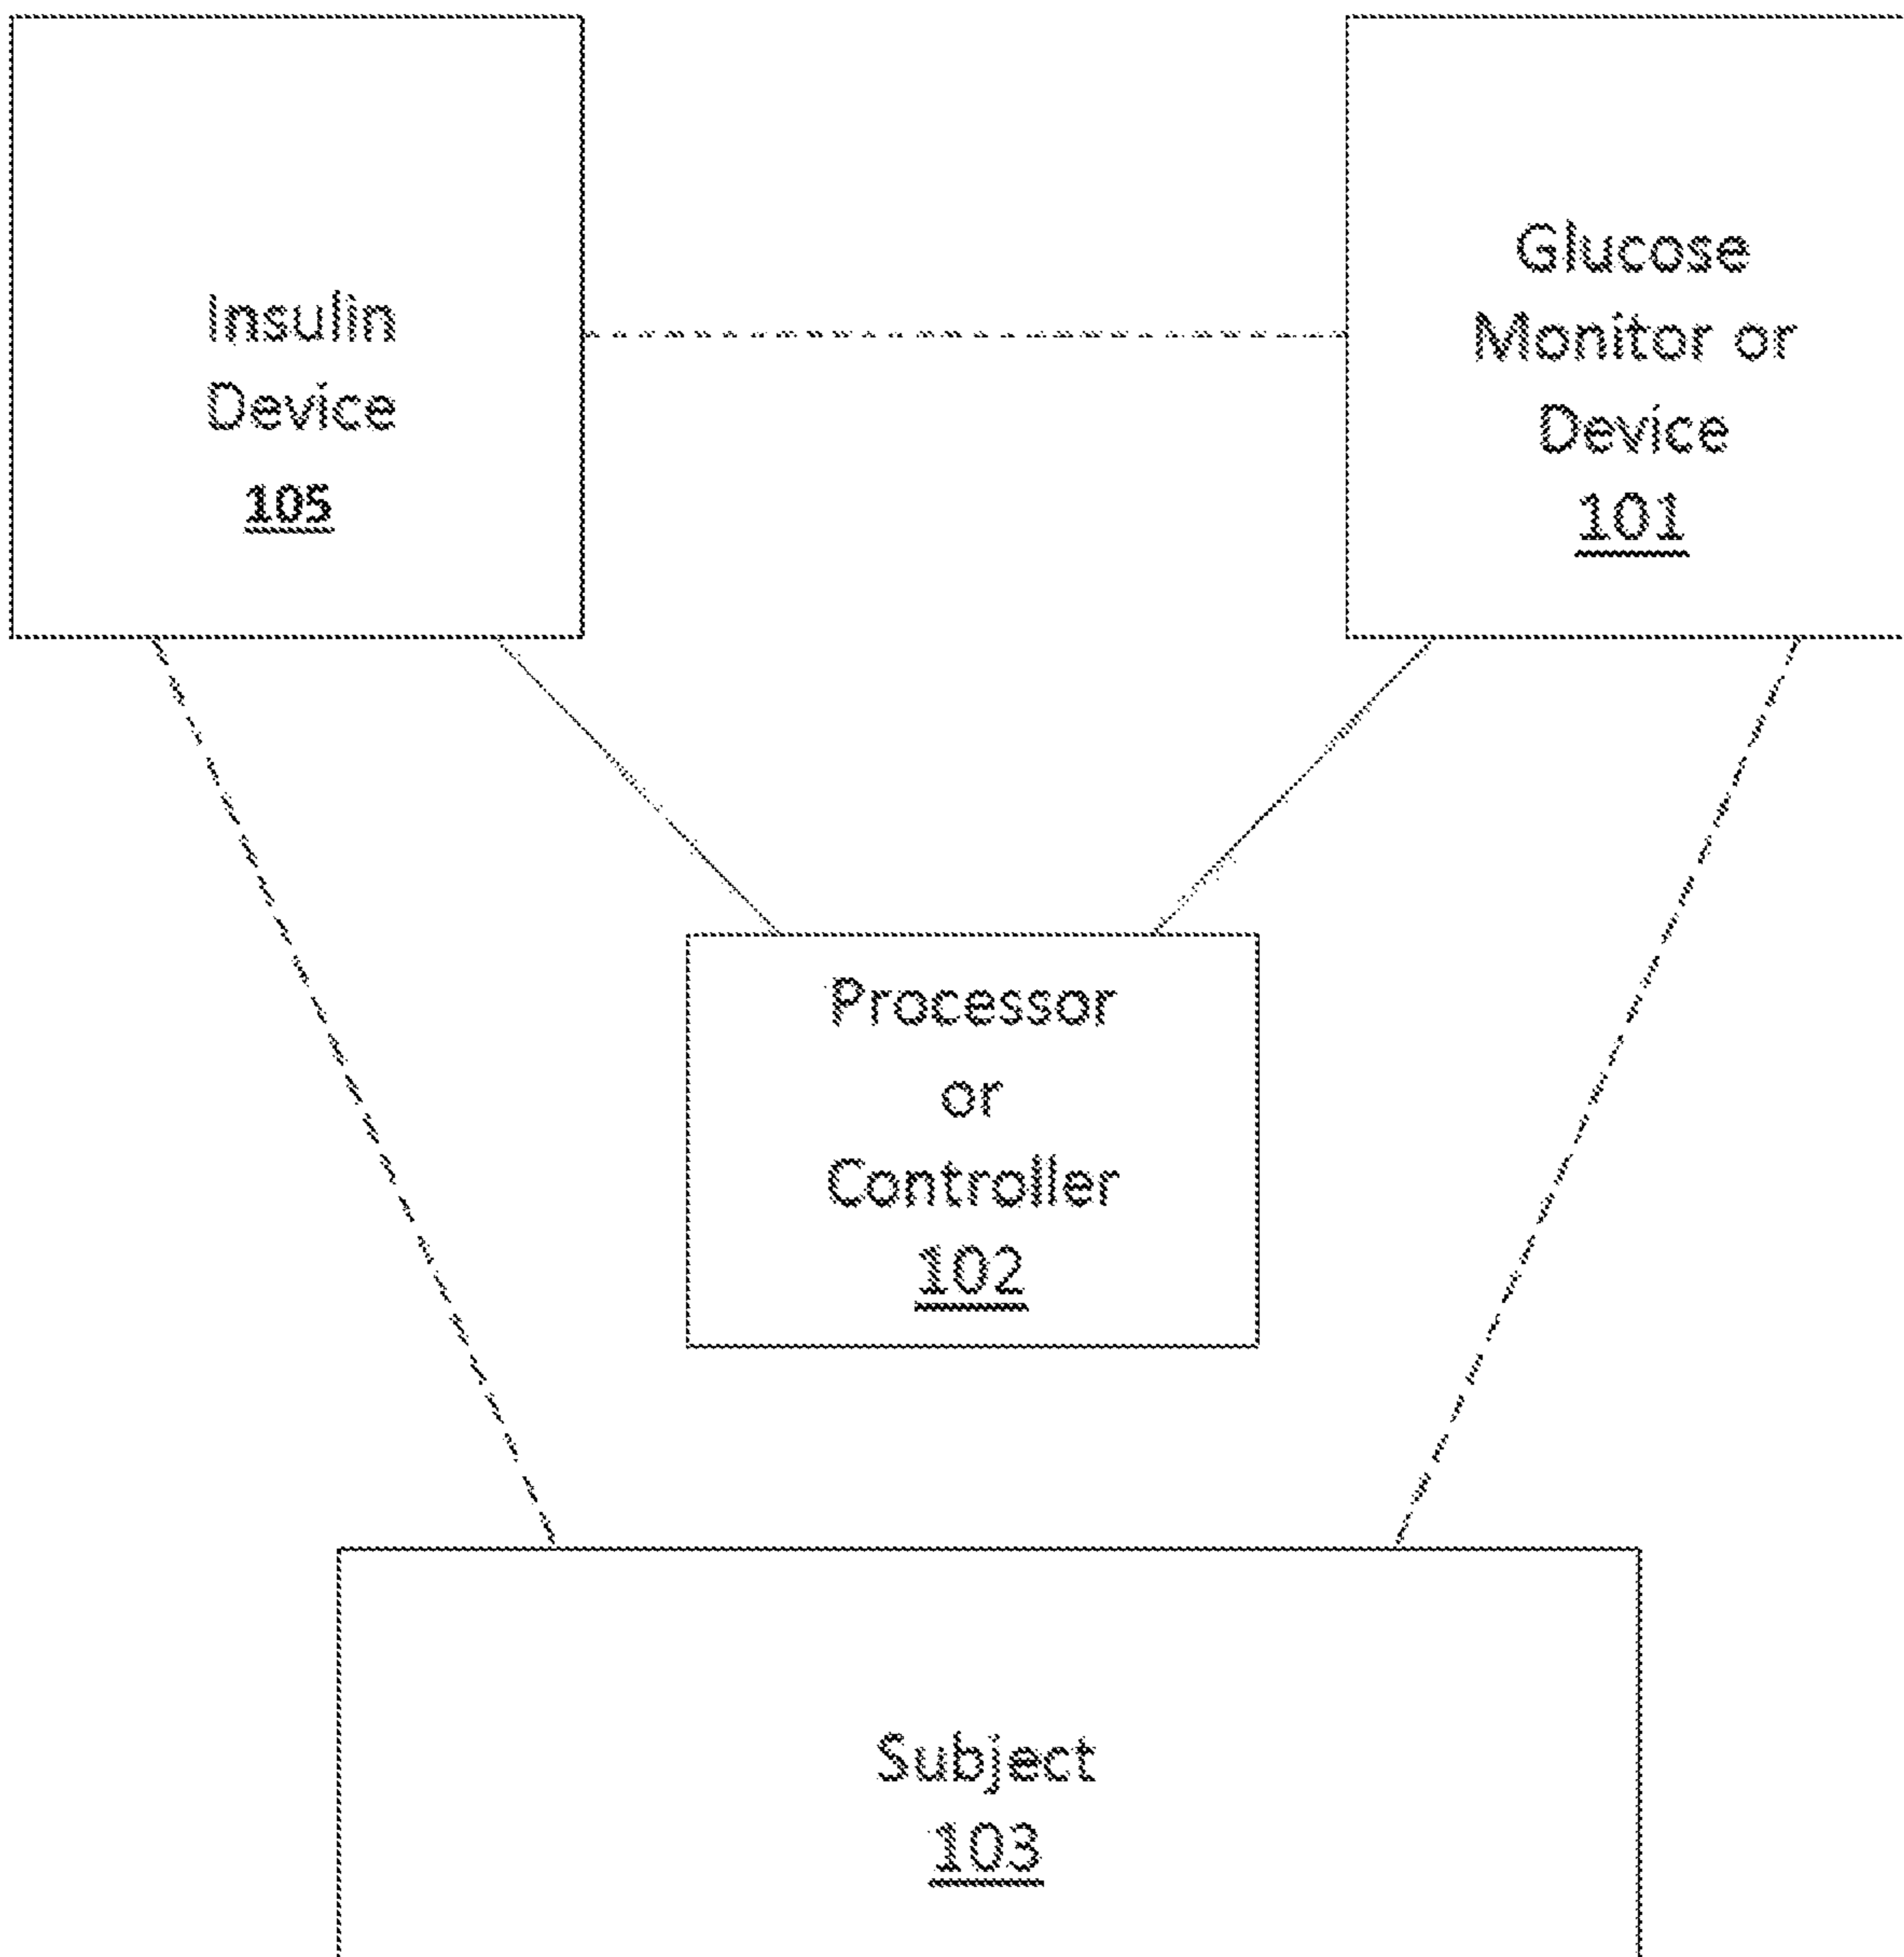 Insulin
Device
105
Glucose
Monitor or
Device
101
Processor
or
Controller
102
Subject
103